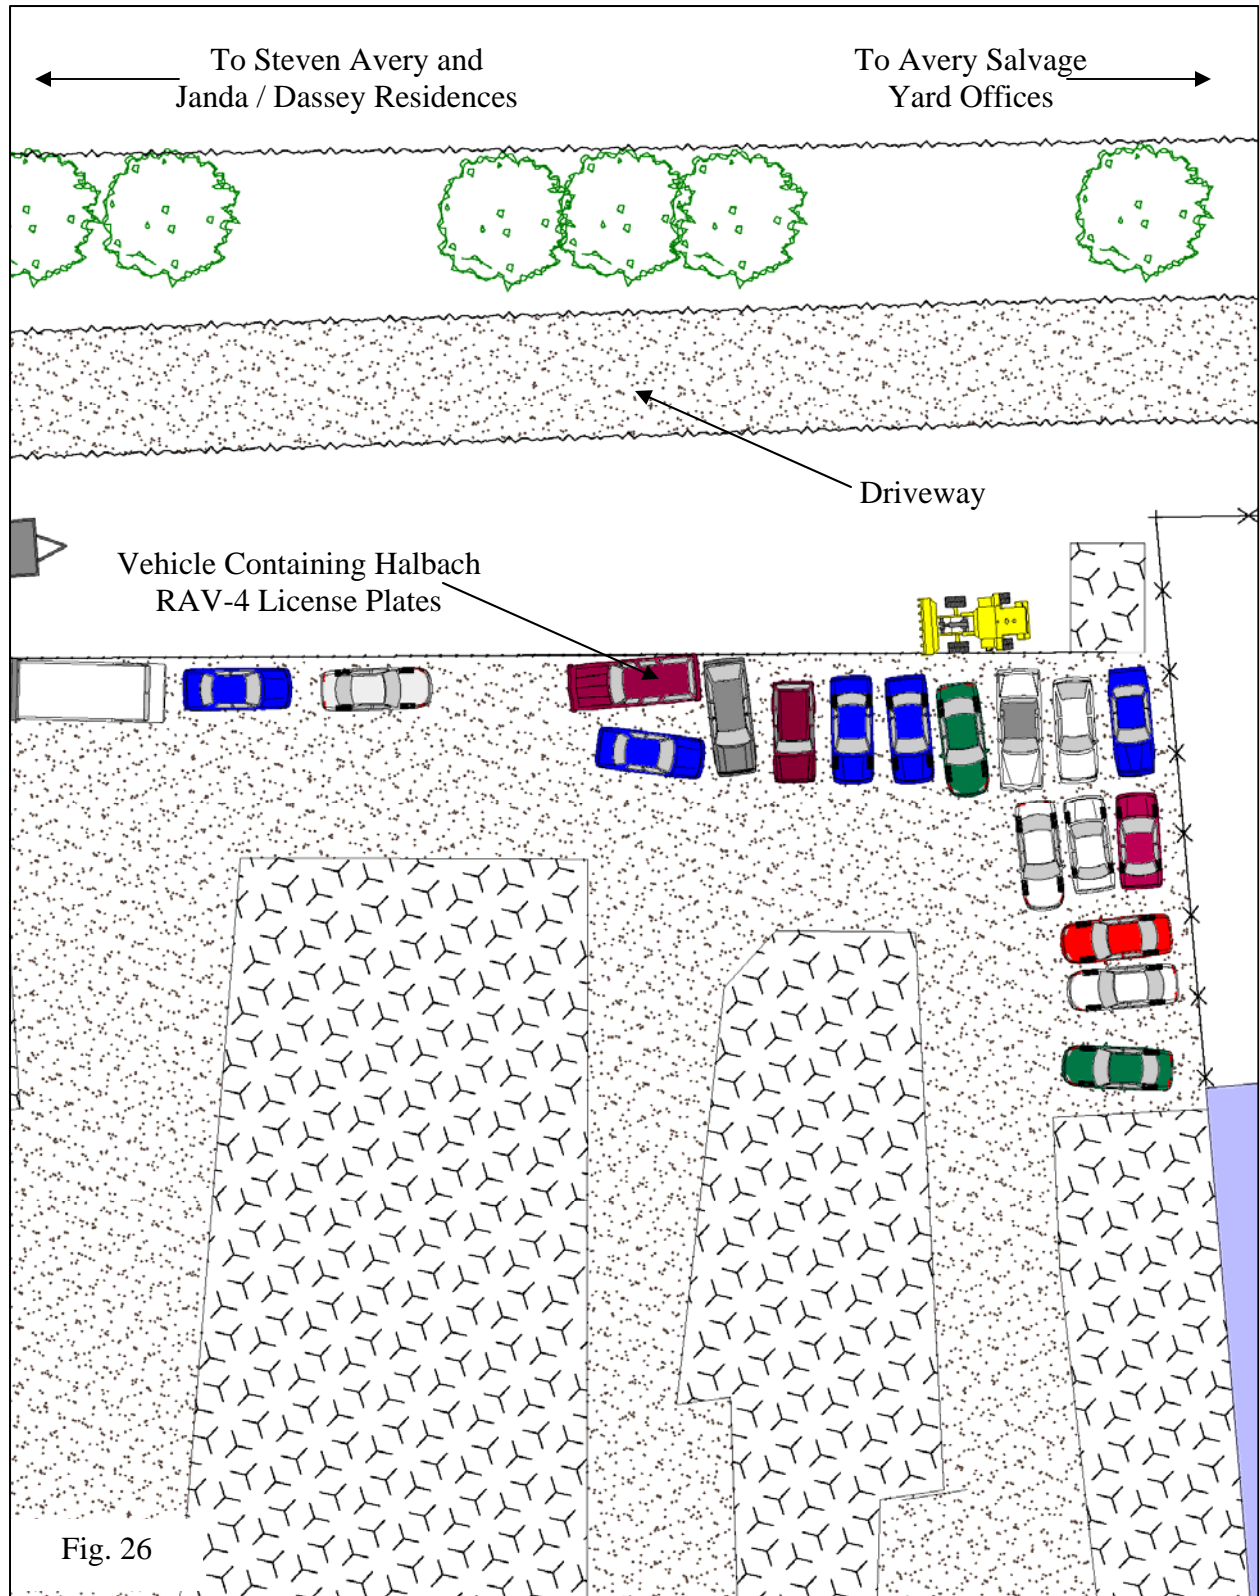 To Steven Avery and
Janda / Dassey Residences
To Avery Salvage
Yard Offices
Driveway
Vehicle Containing Halbach
RAV-4 License Plates
Fig. 26